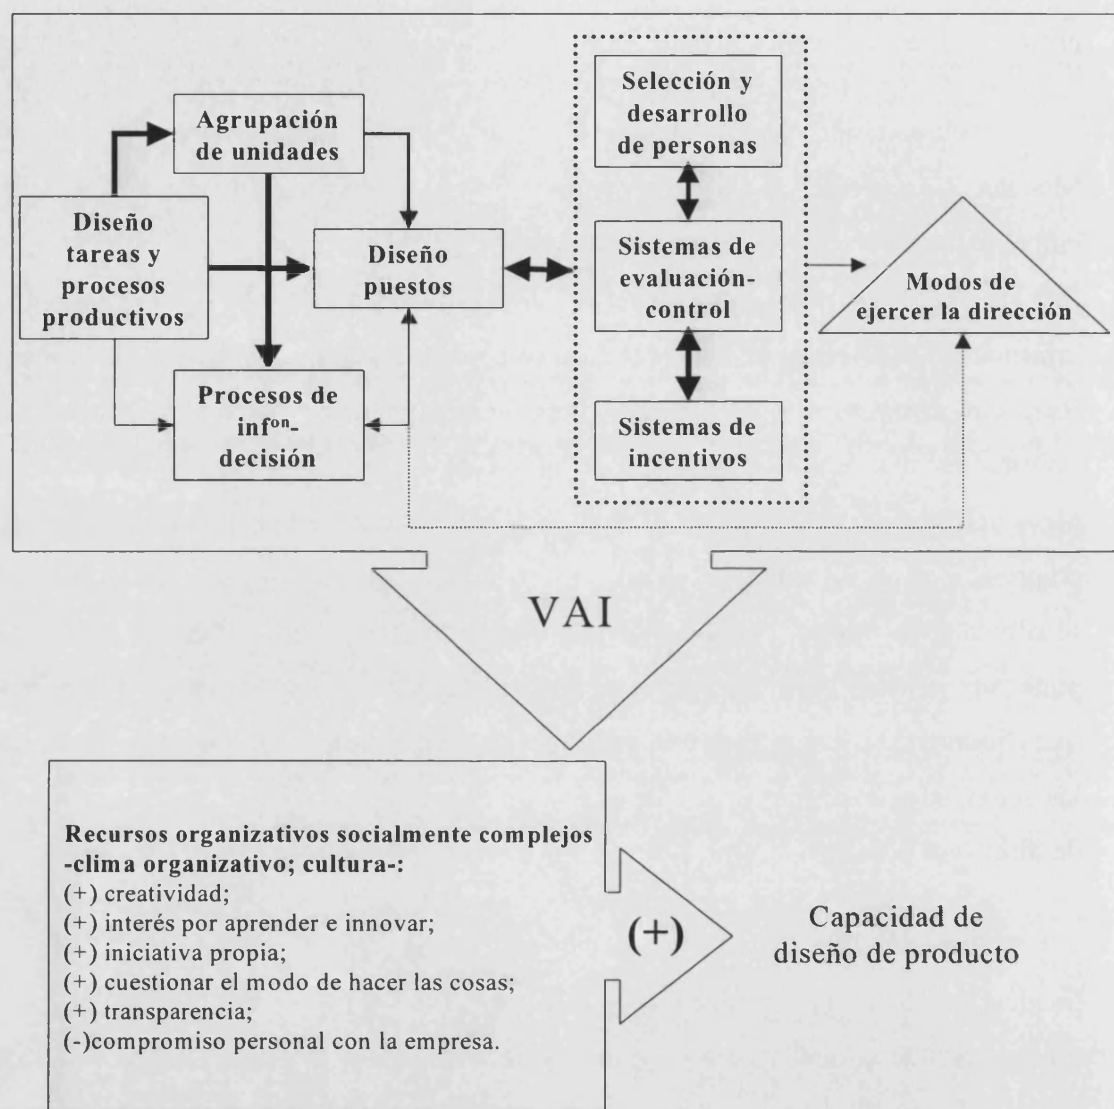 Agrupación
de unidades
Diseño
tareas y
procesos
productivos
Diseño
puestos
Procesos de
infᵒⁿ-
decisión
Selección y
desarrollo
de personas
Sistemas de
evaluación-
control
Sistemas de
incentivos
Modos de
ejercer la dirección
VAI
Recursos organizativos socialmente complejos
-clima organizativo; cultura-:
(+) creatividad;
(+) interés por aprender e innovar;
(+) iniciativa propia;
(+) cuestionar el modo de hacer las cosas;
(+) transparencia;
(-)compromiso personal con la empresa.
(+)
Capacidad de
diseño de producto